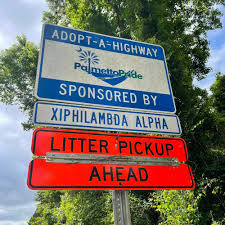 ADOPT-A-HIGHWAY
PalmettoPride
SPONSORED BY
XIPHILAMBDA ALPHA
LITTER PICKUP
AHEAD